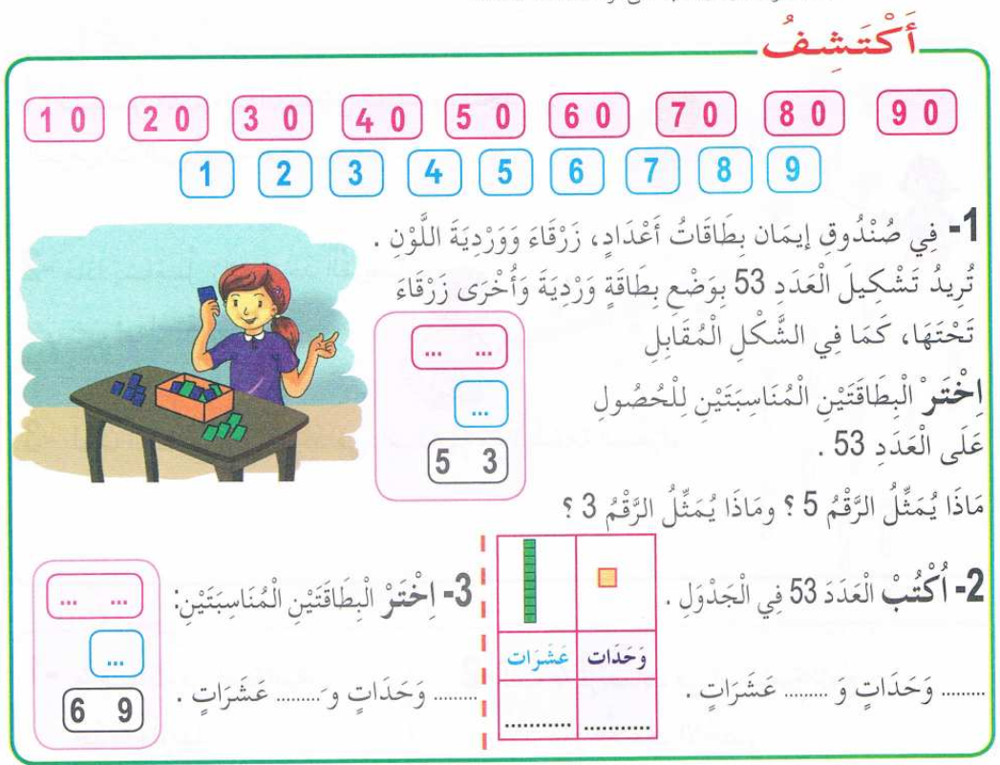 أَكْتَشِفُ
10 20 30 40 50 60 70 80 90
1 2 3 4 5 6 7 8 9
1- فِي صُنْدُوقِ إِيمَان بِطَاقَاتُ أَعْدَادٍ، زَرْقَاءَ وَوَرْدِيَةَ اللَّوْنِ .
تُرِيدُ تَشْكِيلَ الْعَدَدِ 53 بِوَضْعِ بِطَاقَةٍ وَرْدِيَةَ وَأُخْرَى زَرْقَاءَ
تَحْتَهَا، كَمَا فِي الشَّكْلِ الْمُقَابِلِ
... ...
...
5 3
اِخْتَرْ الْبِطَاقَتَيْنِ الْمُنَاسِبَتَيْنِ لِلْحُصُولِ
عَلَى الْعَدَدِ 53 .
مَاذَا يُمَثِّلُ الرَّقْمُ 5 ؟ ومَاذَا يُمَثِّلُ الرَّقْمُ 3 ؟
2- اُكْتُبْ الْعَدَدَ 53 فِي الْجَدْوَلِ .
وَحَدَات عَشَرَات
........... ...........
......... وَحَدَاتٍ وَ ......... عَشَرَاتٍ .
3- اِخْتَرْ الْبِطَاقَتَيْنِ الْمُنَاسِبَتَيْنِ:
... ...
...
6 9
......... وَحَدَاتٍ و َ......... عَشَرَاتٍ .